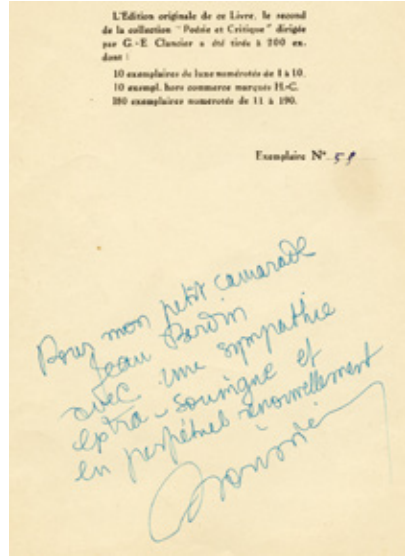 L'Edition originale de ce Livre, le second
de la collection "Poésie et Critique" dirigée
par G.-E Clancier a été tirée à 200 ex.
dont :
10 exemplaires de luxe numérotés de 1 à 10.
10 exempl. hors commerce marqués H.-C.
180 exemplaires numérotés de 11 à 190.
Exemplaire N°
Pour mon petit camarade
Jean
avec une sympathie
extra-
et
en perpétuel renouvellement